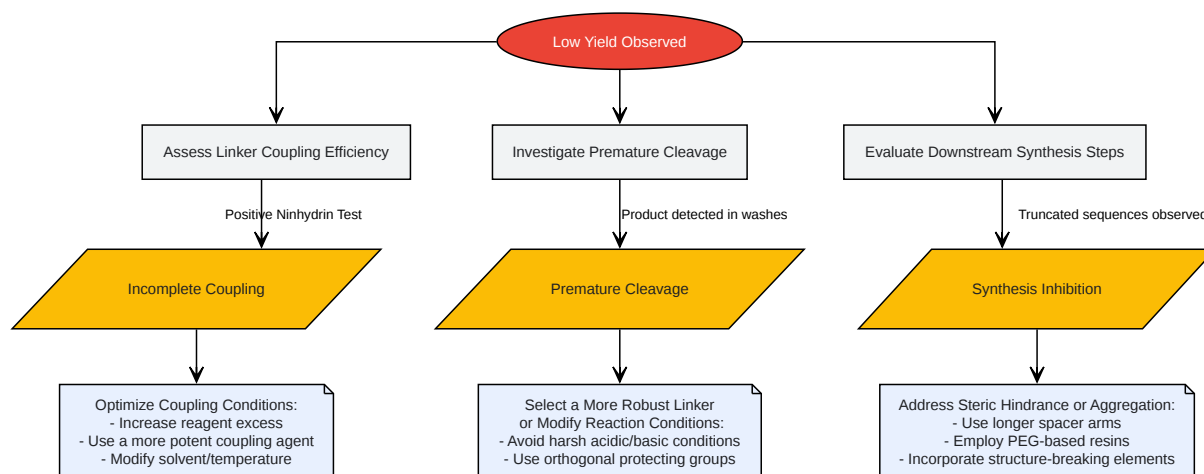 Low Yield Observed
Assess Linker Coupling Efficiency
Investigate Premature Cleavage
Evaluate Downstream Synthesis Steps
Positive Ninhydrin Test
Product detected in washes
Truncated sequences observed
Incomplete Coupling
Premature Cleavage
Synthesis Inhibition
Optimize Coupling Conditions:
- Increase reagent excess
- Use a more potent coupling agent
- Modify solvent/temperature
Select a More Robust Linker
or Modify Reaction Conditions:
- Avoid harsh acidic/basic conditions
- Use orthogonal protecting groups
Address Steric Hindrance or Aggregation:
- Use longer spacer arms
- Employ PEG-based resins
- Incorporate structure-breaking elements